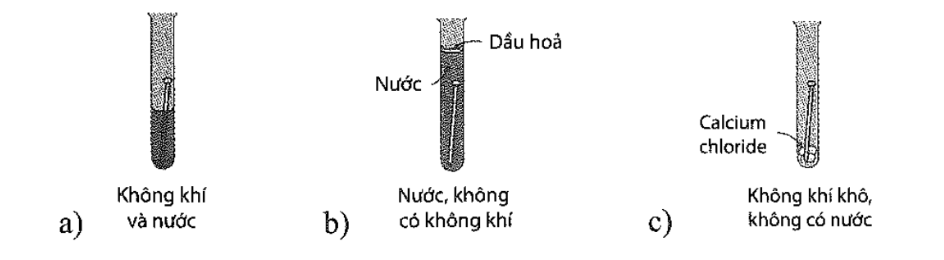 Dầu hoả
Nước
Calcium
chloride
a)
Không khí
và nước
b)
Nước, không
có không khí
c)
Không khí khô,
không có nước